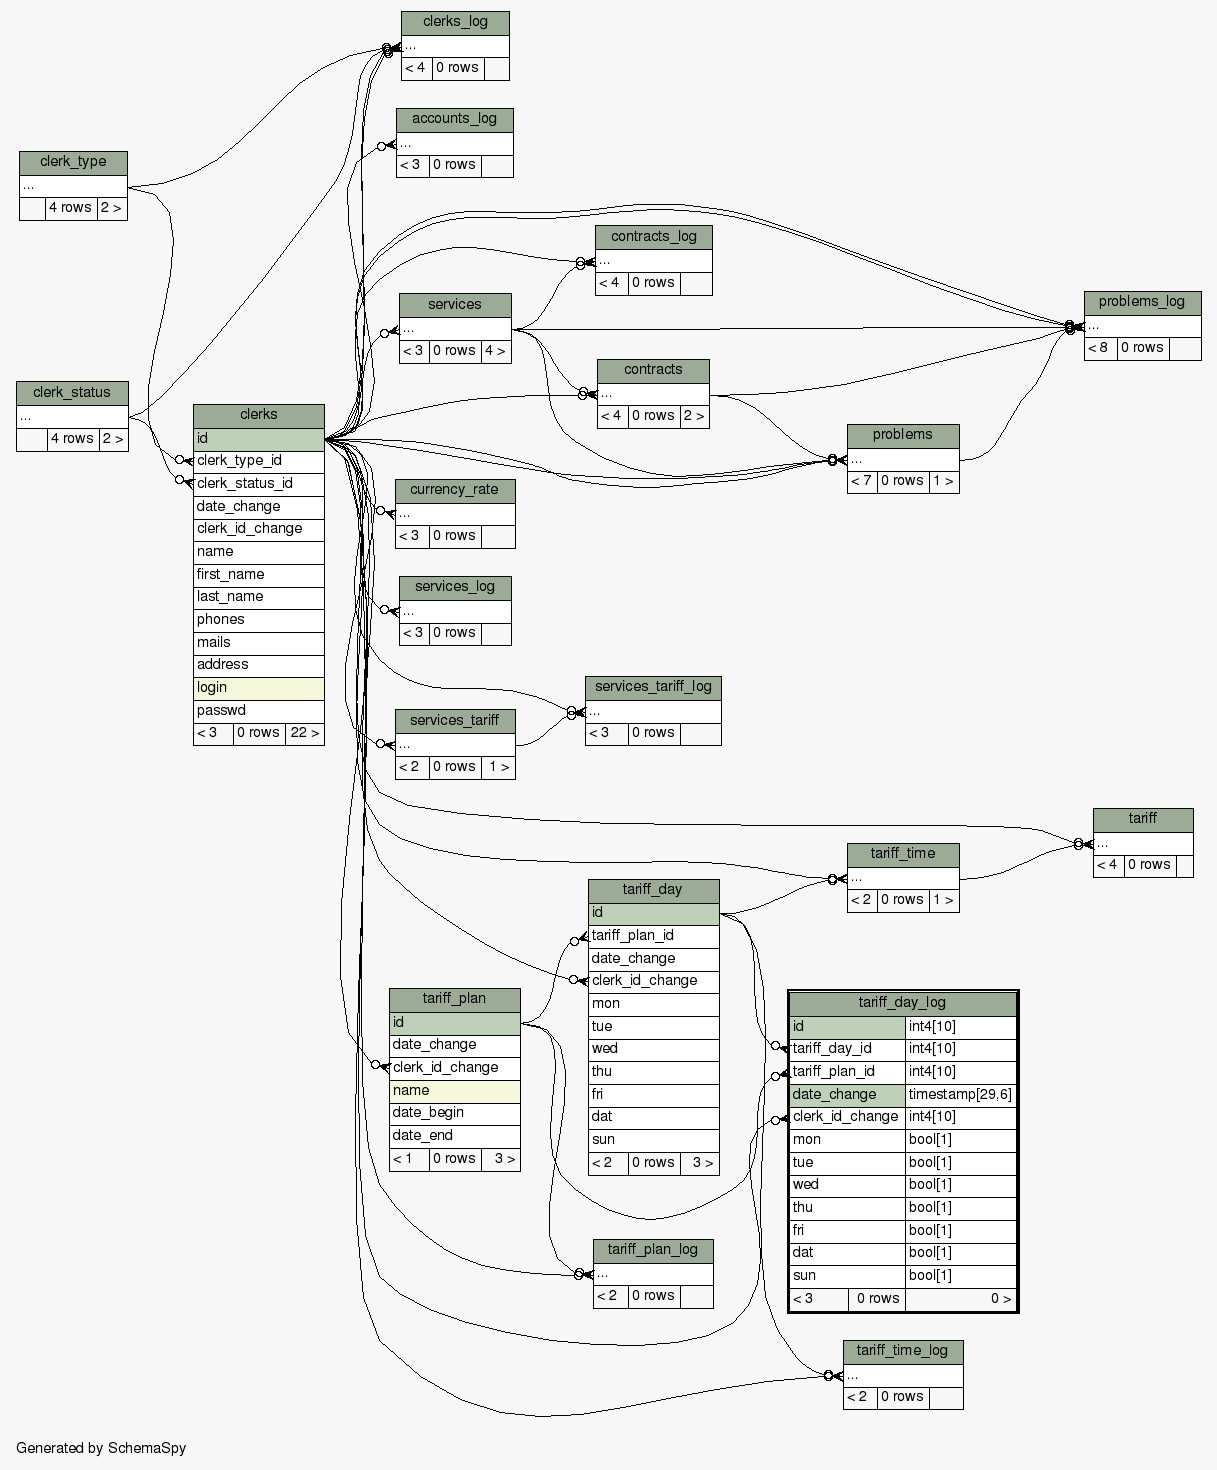 clerks_log
...
< 4 0 rows
accounts_log
...
< 3 0 rows
clerk_type
...
4 rows 2 >
contracts_log
...
< 4 0 rows
services
...
< 3 0 rows 4 >
problems_log
...
< 8 0 rows
contracts
...
< 4 0 rows 2 >
clerk_status
...
4 rows 2 >
clerks
id
clerk_type_id
clerk_status_id
date_change
clerk_id_change
name
first_name
last_name
phones
mails
address
login
passwd
< 3 0 rows 22 >
problems
...
< 7 0 rows 1 >
currency_rate
...
< 3 0 rows
services_log
...
< 3 0 rows
services_tariff_log
...
< 3 0 rows
services_tariff
...
< 2 0 rows 1 >
tariff
...
< 4 0 rows
tariff_time
...
< 2 0 rows 1 >
tariff_day
id
tariff_plan_id
date_change
clerk_id_change
mon
tue
wed
thu
fri
dat
sun
< 2 0 rows 3 >
tariff_plan
id
date_change
clerk_id_change
name
date_begin
date_end
< 1 0 rows 3 >
tariff_day_log
id int4[10]
tariff_day_id int4[10]
tariff_plan_id int4[10]
date_change timestamp[29,6]
clerk_id_change int4[10]
mon bool[1]
tue bool[1]
wed bool[1]
thu bool[1]
fri bool[1]
dat bool[1]
sun bool[1]
< 3 0 rows 0 >
tariff_plan_log
...
< 2 0 rows
tariff_time_log
...
< 2 0 rows
Generated by SchemaSpy